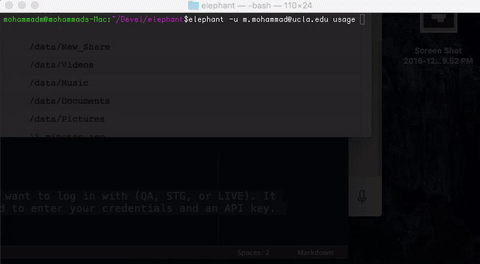 elephant — -bash — 110×24
mohammadm@mohammads-Mac:~/Devel/elephant$elephant -u m.mohammad@ucla.edu usage
/data/New_Share
/data/Videos
/data/Music
/data/Documents
/data/Pictures
Screen Shot
2016-12...9.52 PM
want to log in with (QA, STG, or LIVE). It
d to enter your credentials and an API key.
Spaces: 2 Markdown